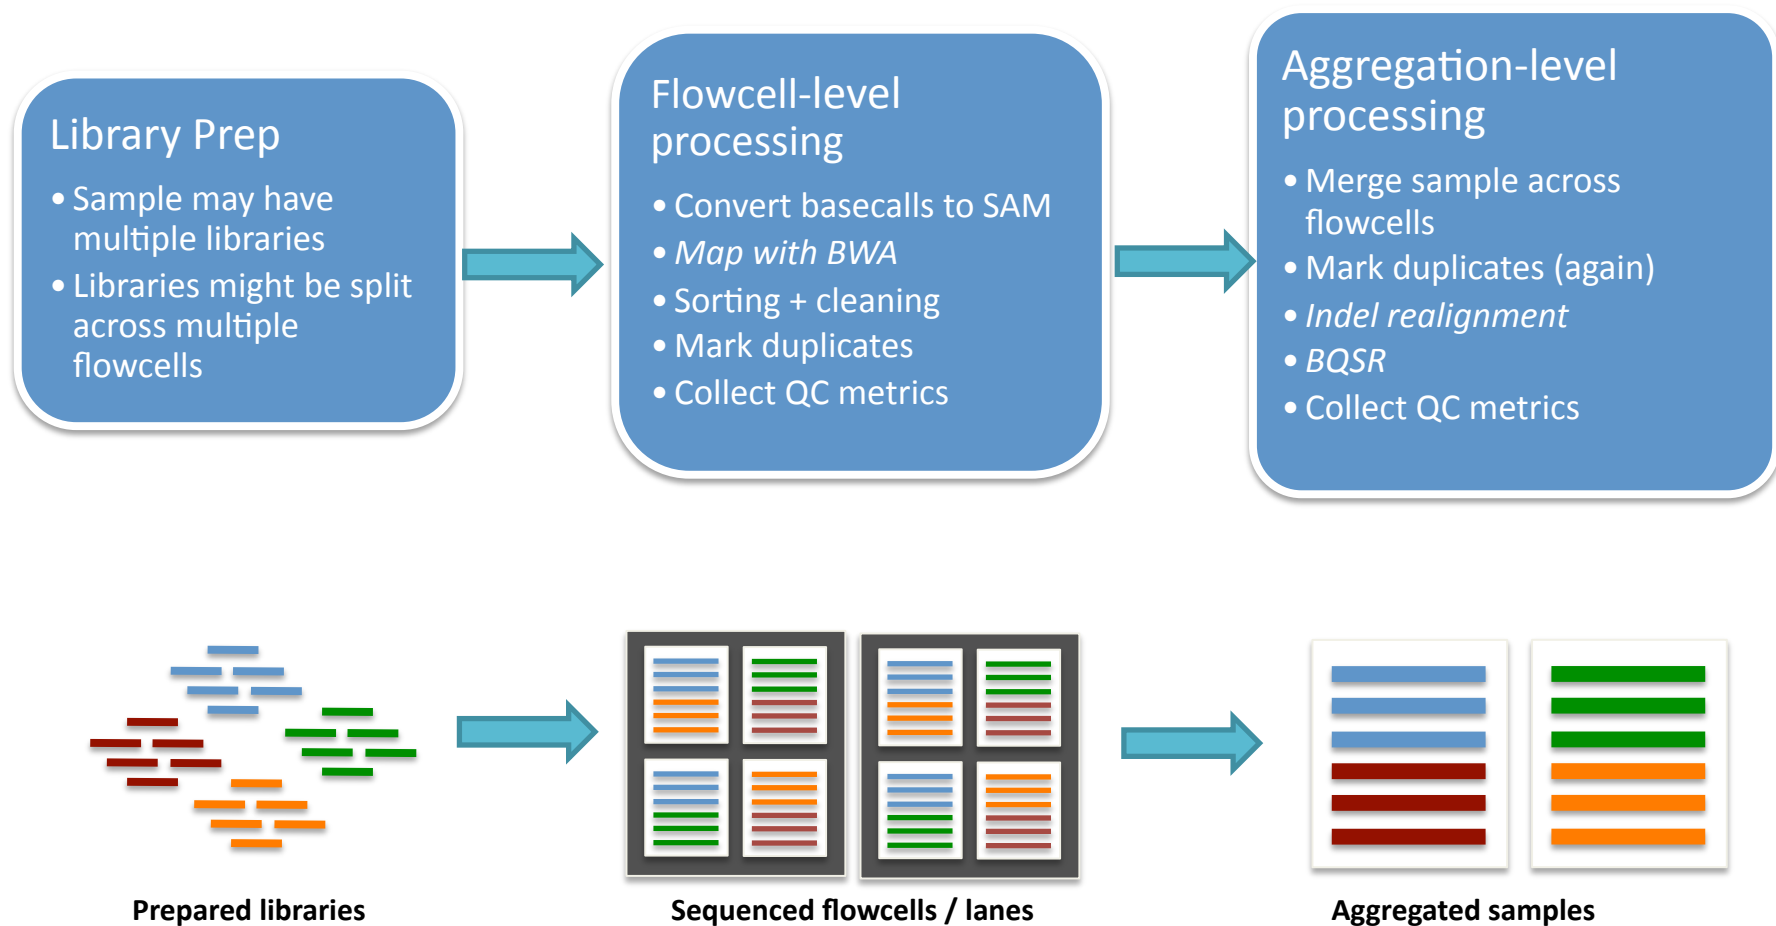 Library Prep
• Sample may have
multiple libraries
• Libraries might be split
across multiple
flowcells
Flowcell-level
processing
• Convert basecalls to SAM
• Map with BWA
• Sorting + cleaning
• Mark duplicates
• Collect QC metrics
Aggregation-level
processing
• Merge sample across
flowcells
• Mark duplicates (again)
• Indel realignment
• BQSR
• Collect QC metrics
Prepared libraries
Sequenced flowcells / lanes
Aggregated samples